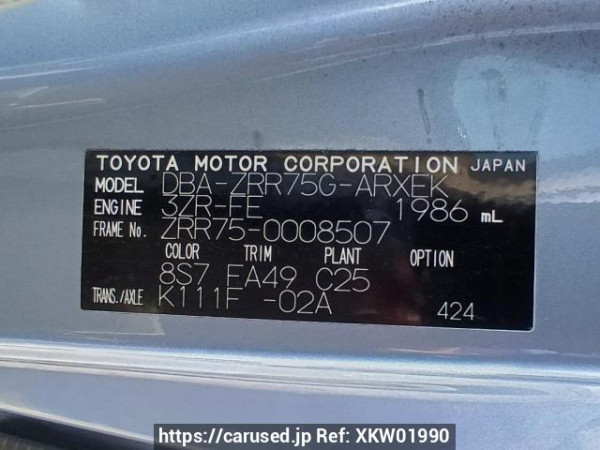 TOYOTA MOTOR CORPORATION JAPAN
MODEL DBA-ZRR75G-ARXEK
ENGINE 3ZR-FE 1986 mL
FRAME No. ZRR75-0008507
COLOR TRIM PLANT OPTION
8S7 FA49 C25
TRANS./AXLE K111F -02A 424
https://carused.jp Ref: XKW01990